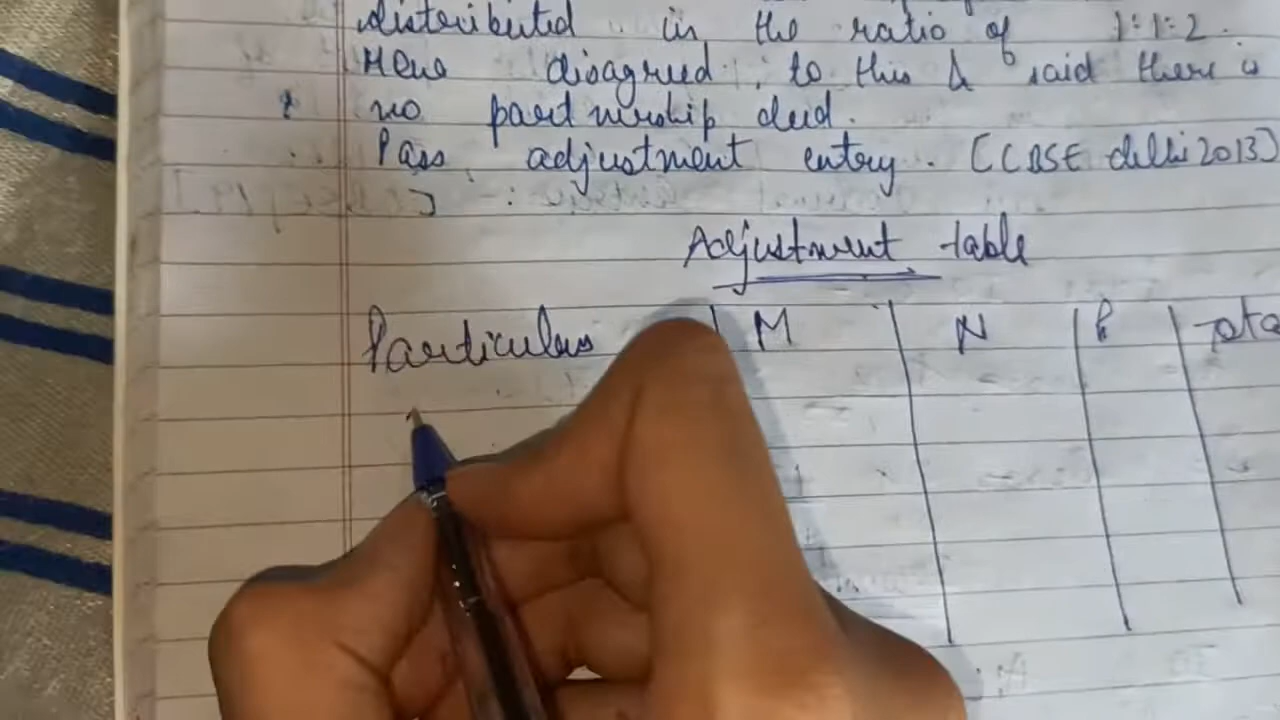 distributed in the ratio of 1:1:2.
disagreed to this & said there is
no partnership deed.
Pass adjustment entry. [CBSE delhi 2013]
Adjustment table
Particulars M N P Tota